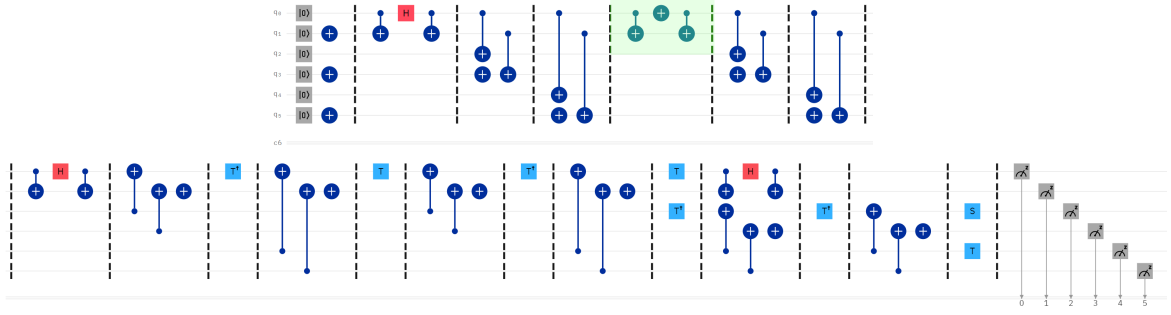 q0 |0⟩ H
q1 |0⟩
q2 |0⟩
q3 |0⟩
q4 |0⟩
q5 |0⟩
c6
H T† T T† T H z
T† T† S z
T z
0 1 2 3 4 5